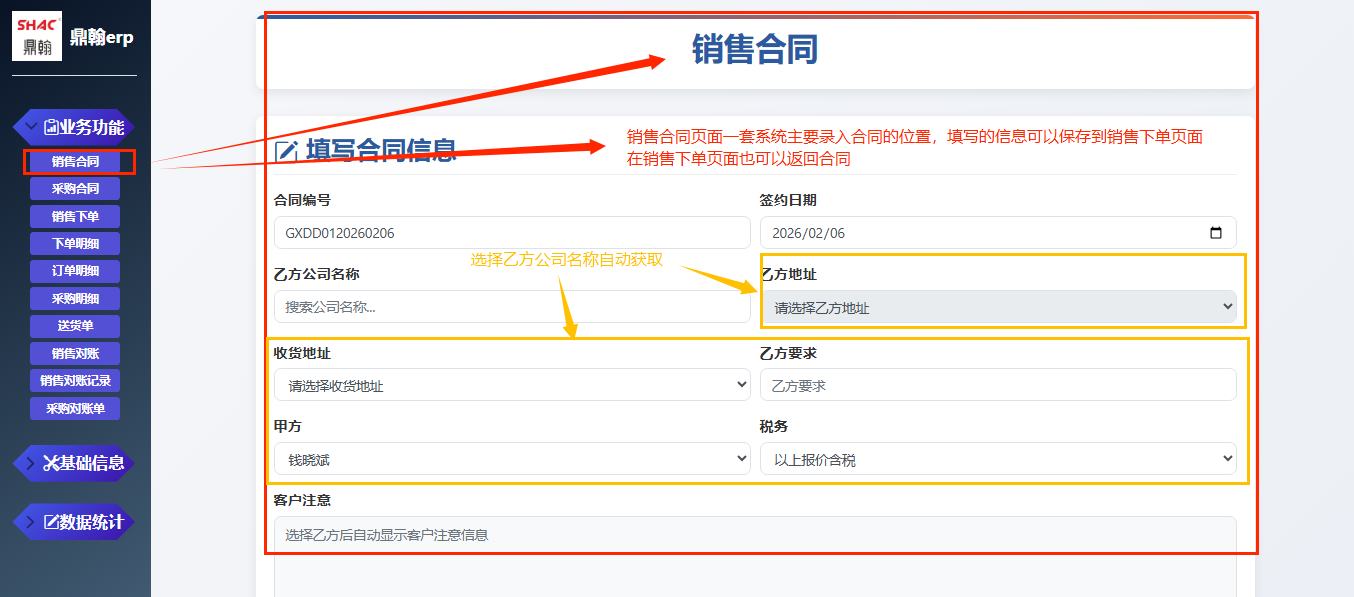 SHAC
鼎翰
鼎翰erp
业务功能
销售合同
采购合同
销售下单
下单明细
订单明细
采购明细
送货单
销售对账
销售对账记录
采购对账单
基础信息
数据统计
销售合同
填写合同信息
销售合同页面一套系统主要录入合同的位置，填写的信息可以保存到销售下单页面
在销售下单页面也可以返回合同
合同编号
签约日期
GXDD0120260206
2026/02/06
选择乙方公司名称自动获取
乙方公司名称
乙方地址
搜索公司名称...
请选择乙方地址
收货地址
乙方要求
请选择收货地址
乙方要求
甲方
税务
钱晓斌
以上报价含税
客户注意
选择乙方后自动显示客户注意信息